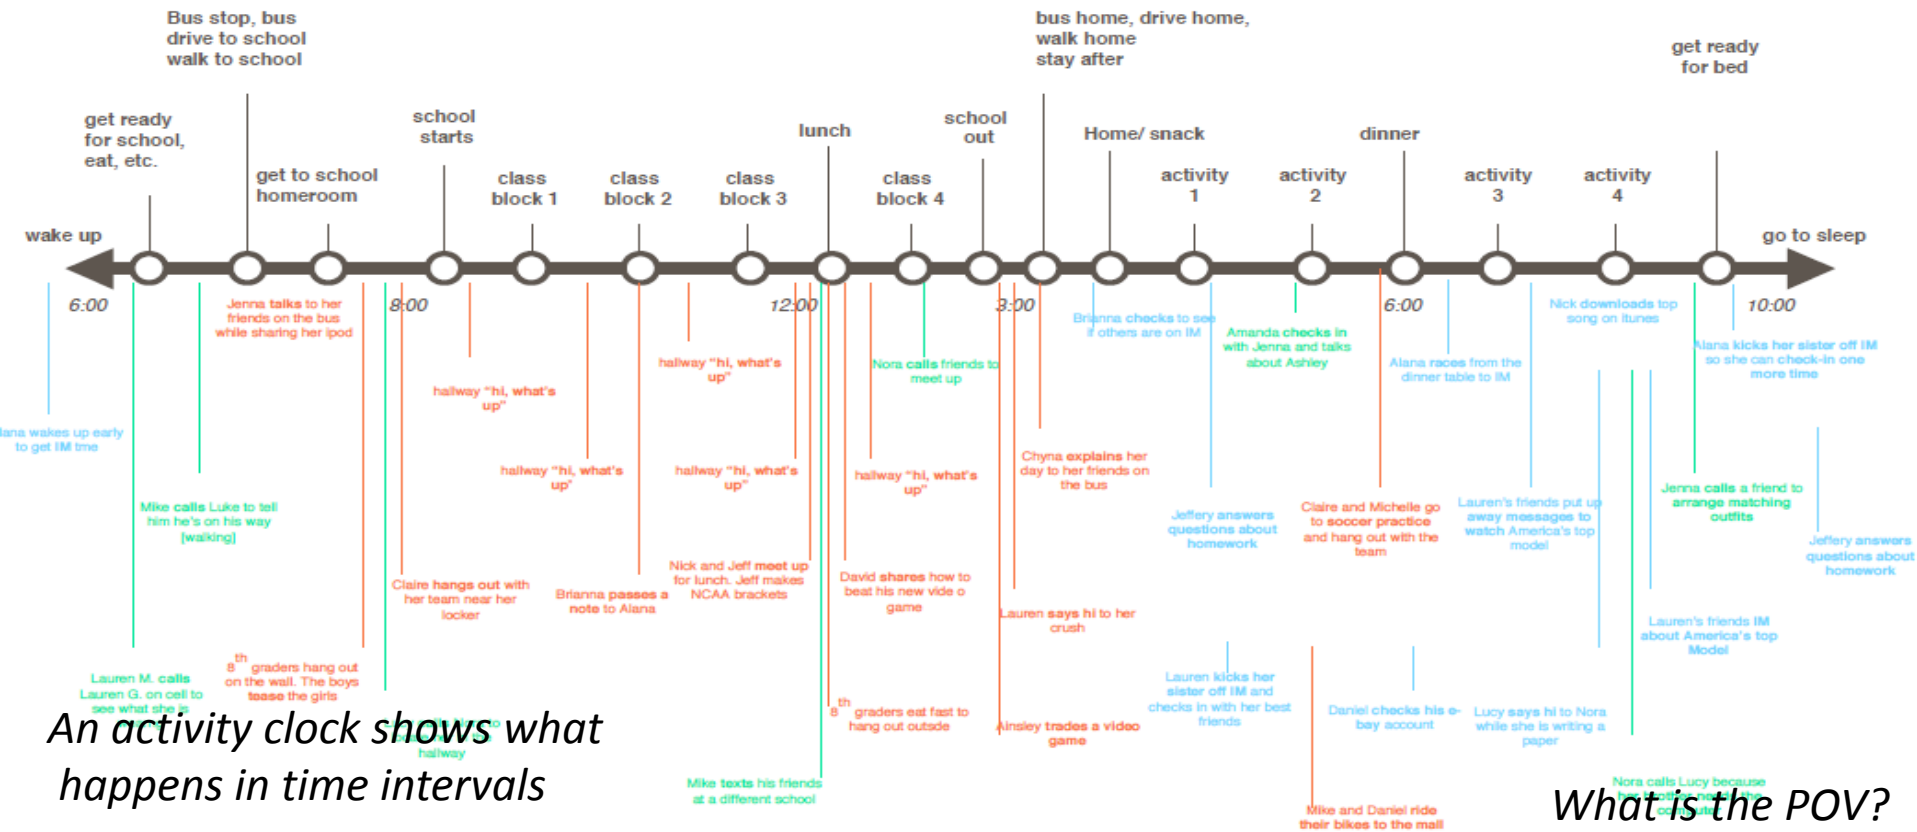 Bus stop, bus
drive to school
walk to school
bus home, drive home,
walk home
stay after
get ready
for bed
get ready
for school,
eat, etc.
school
starts
lunch
school
out
Home/ snack
dinner
get to school
homeroom
class
block 1
class
block 2
class
block 3
class
block 4
activity
1
activity
2
activity
3
activity
4
wake up
go to sleep
6:00
8:00
12:00
3:00
6:00
10:00
Jenna talks to her
friends on the bus
while sharing her ipod
Brianna checks to see
if others are on IM
Nick downloads top
song on itunes
Amanda checks in
with Jenna and talks
about Ashley
Alana kicks her sister off IM
so she can check-in one
more time
hallway "hi, what's
up"
hallway "hi, what's
up"
Nora calls friends to
meet up
Alana races from the
dinner table to IM
lana wakes up early
to get IM tme
hallway "hi, what's
up"
hallway "hi, what's
up"
hallway "hi, what's
up"
Chyna explains her
day to her friends on
the bus
Mike calls Luke to tell
him he's on his way
[walking]
Jeffery answers
questions about
homework
Claire and Michelle go
to soccer practice
and hang out with the
team
Lauren's friends put up
away messages to
watch America's top
model
Jenna calls a friend to
arrange matching
outfits
Jeffery answers
questions about
homework
Claire hangs out with
her team near her
locker
Brianna passes a
note to Alana
Nick and Jeff meet up
for lunch. Jeff makes
NCAA brackets
David shares how to
beat his new vide o
game
Lauren says hi to her
crush
Lauren's friends IM
about America's top
Model
Lauren M. calls
Lauren G. on cell to
see what she is
8th graders hang out
on the wall. The boys
tease the girls
hallway
8th graders eat fast to
hang out outsde
Ainsley trades a video
game
Lauren kicks her
sister off IM and
checks in with her best
friends
Daniel checks his e-
bay account
Lucy says hi to Nora
while she is writing a
paper
Mike texts his friends
at a different school
Mike and Daniel ride
their bikes to the mall
Nora calls Lucy because
her brother needs the
computer
An activity clock shows what
happens in time intervals
What is the POV?